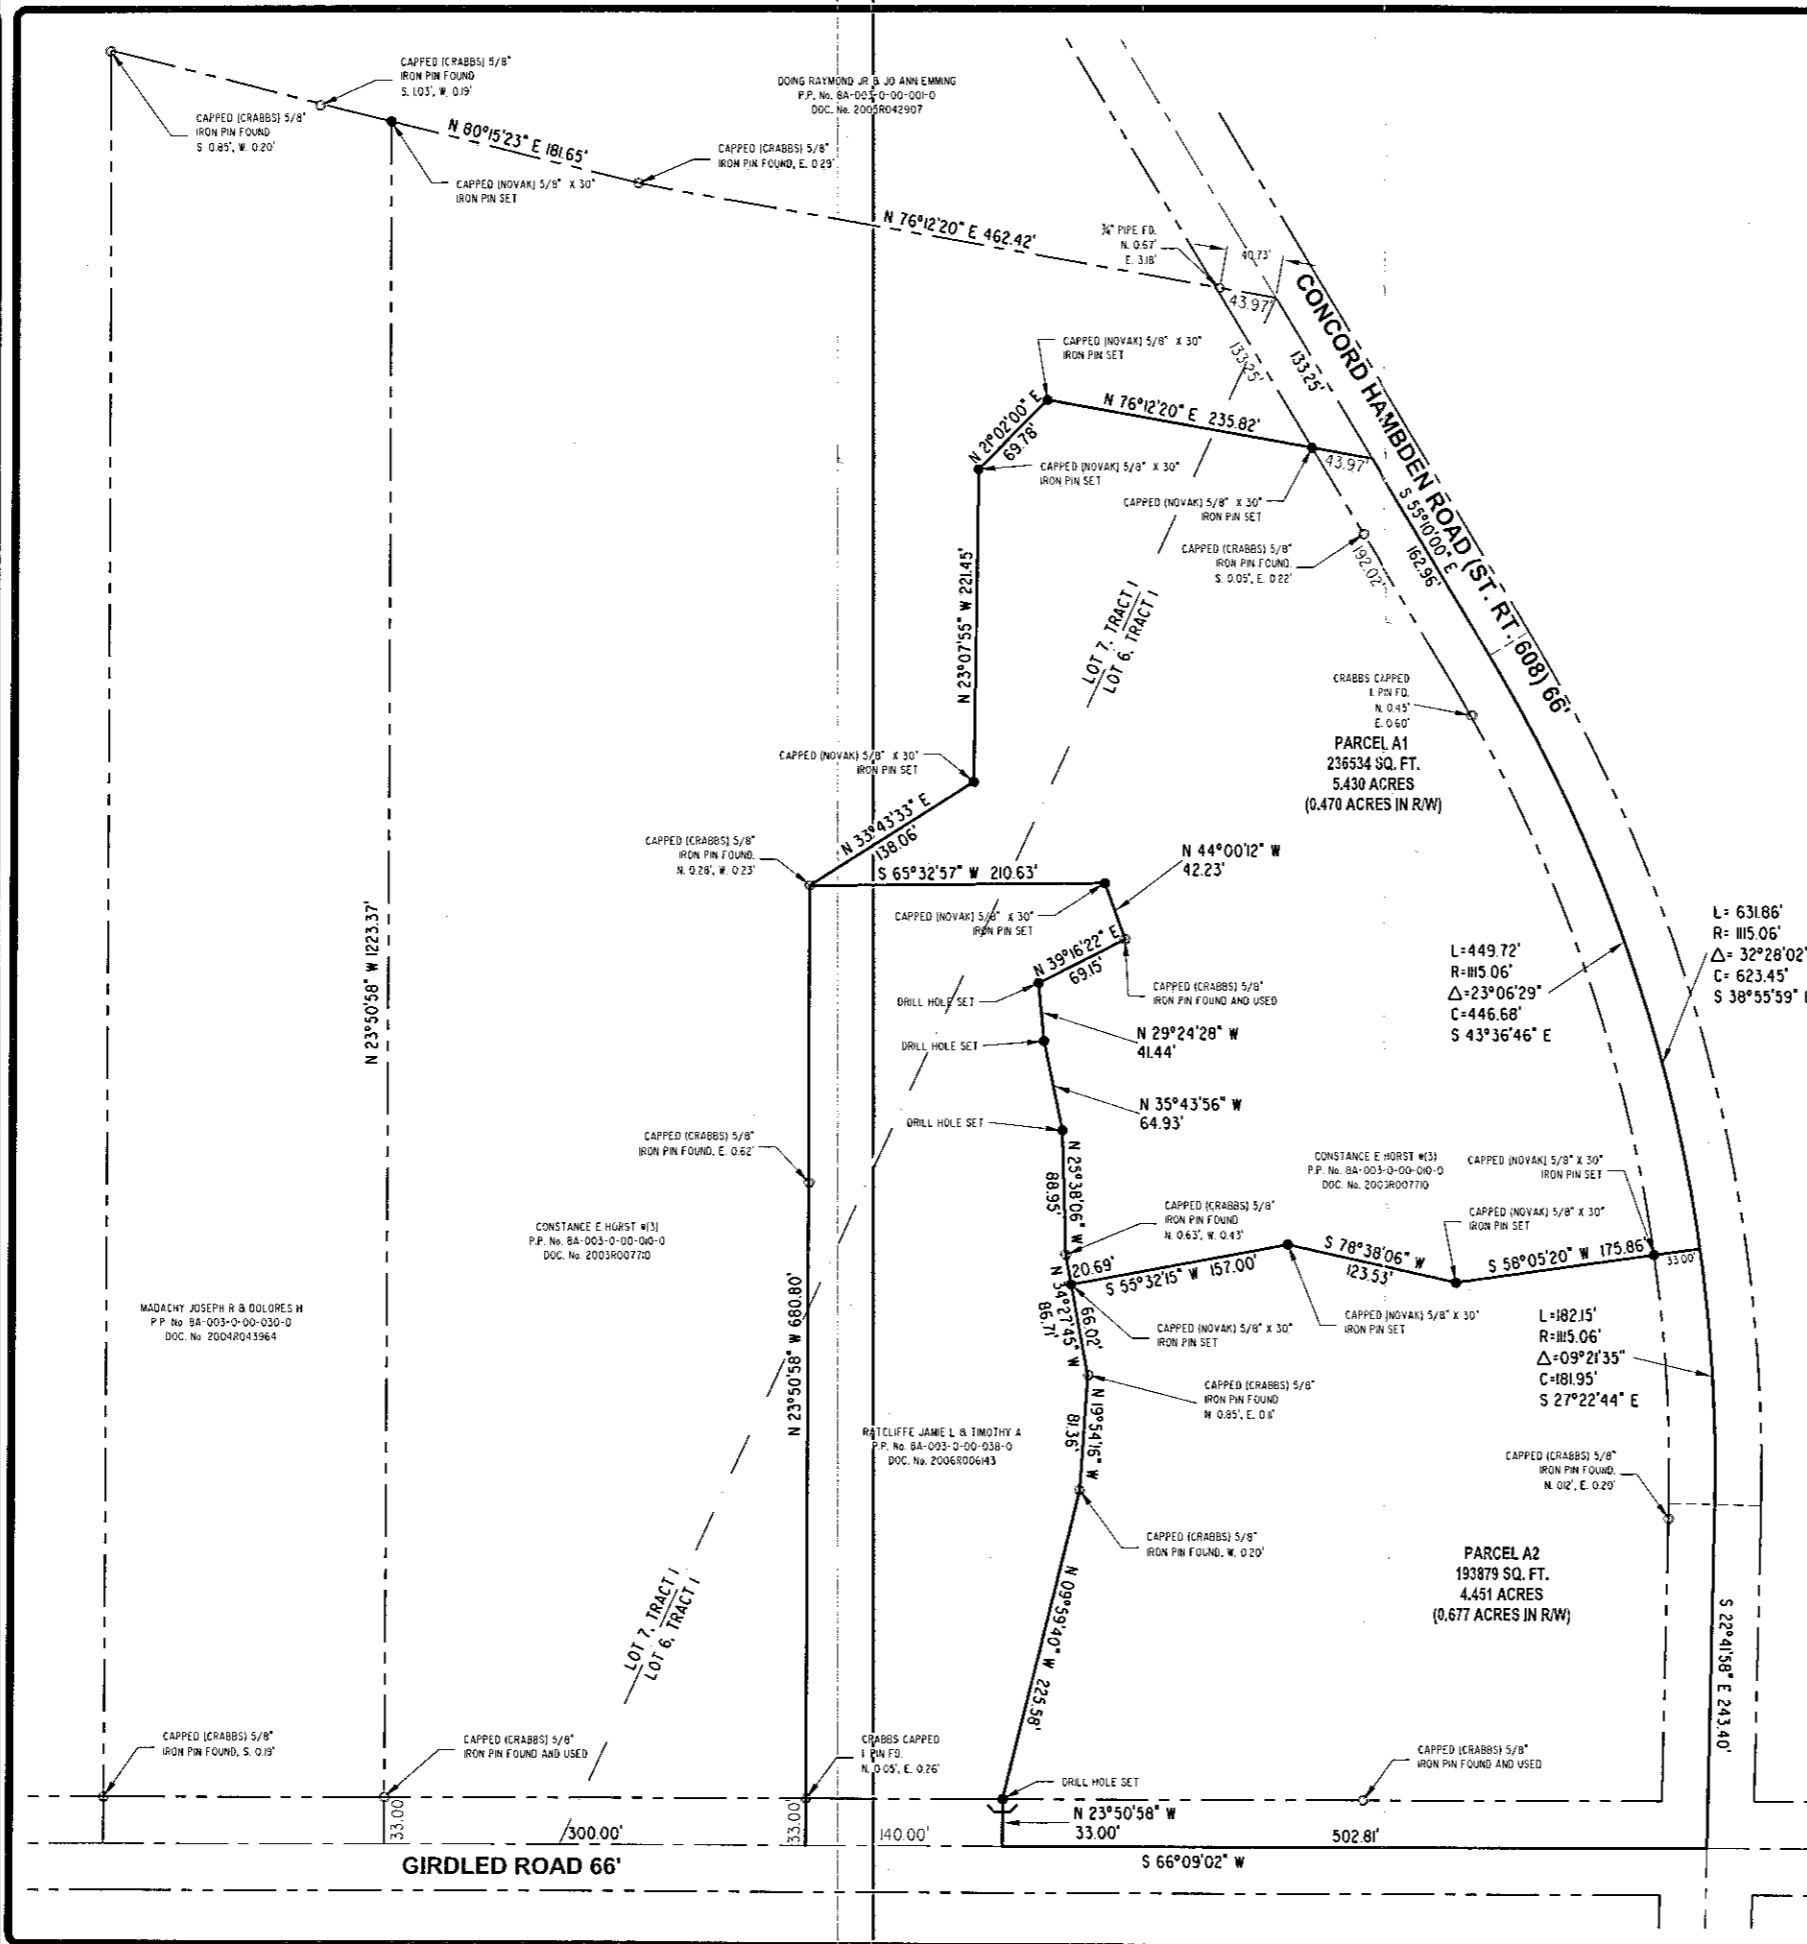 CAPPED (CRABBS) 5/8"
IRON PIN FOUND
S. 1.03', W. 0.19'
CAPPED (CRABBS) 5/8"
IRON PIN FOUND
S 0.85', W. 0.20'
DOING RAYMOND JR & JO ANN EMMING
P.P. No. 8A-003-0-00-001-0
DOC. No. 2005R042907
N 80°15'23" E 181.65'
CAPPED (CRABBS) 5/8"
IRON PIN FOUND, E. 0.29'
CAPPED (NOVAK) 5/8" X 30"
IRON PIN SET
N 76°12'20" E 462.42'
3/4" PIPE FD.
N. 0.67'
E. 3.18'
40.73'
43.97'
CONCORD HAMBDEN ROAD (ST. RT. 608) 66'
133.25'
133.25'
CAPPED (NOVAK) 5/8" X 30"
IRON PIN SET
N 21°02'00" E
69.78'
N 76°12'20" E 235.82'
43.97'
CAPPED (NOVAK) 5/8" X 30"
IRON PIN SET
CAPPED (NOVAK) 5/8" X 30"
IRON PIN SET
S 55°10'00" E
162.96'
CAPPED (CRABBS) 5/8"
IRON PIN FOUND.
S. 0.05', E. 0.22'
192.02'
N 23°07'55" W 221.45'
LOT 7, TRACT 1
LOT 6, TRACT 1
CRABBS CAPPED
I. PIN FD.
N. 0.45'
E. 0.60'
PARCEL A1
236534 SQ. FT.
5.430 ACRES
(0.470 ACRES IN R/W)
CAPPED (NOVAK) 5/8" X 30"
IRON PIN SET
N 33°43'33" E
138.06'
CAPPED (CRABBS) 5/8"
IRON PIN FOUND.
N. 0.28', W. 0.23'
S 65°32'57" W 210.63'
N 44°00'12" W
42.23'
CAPPED (NOVAK) 5/8" X 30"
IRON PIN SET
N 39°16'22" E
69.15'
L= 631.86'
R= 1115.06'
Δ= 32°28'02"
C= 623.45'
S 38°55'59" E
L=449.72'
R=1115.06'
Δ=23°06'29"
C=446.68'
S 43°36'46" E
N 23°50'58" W 1223.37'
CAPPED (CRABBS) 5/8"
IRON PIN FOUND AND USED
DRILL HOLE SET
N 29°24'28" W
41.44'
DRILL HOLE SET
N 35°43'56" W
64.93'
DRILL HOLE SET
CAPPED (CRABBS) 5/8"
IRON PIN FOUND, E. 0.62'
N 25°38'06" W
88.95'
CONSTANCE E HORST #(3)
P.P. No. 8A-003-0-00-010-0
DOC. No. 2003R007710
CAPPED (NOVAK) 5/8" X 30"
IRON PIN SET
CAPPED (CRABBS) 5/8"
IRON PIN FOUND
N. 0.63', W. 0.43'
CAPPED (NOVAK) 5/8" X 30"
IRON PIN SET
CONSTANCE E HORST #(3)
P.P. No. 8A-003-0-00-010-0
DOC. No. 2003R007710
S 78°38'06" W
123.53'
S 58°05'20" W 175.86'
33.00'
20.69'
S 55°32'15" W 157.00'
N 34°27'45" W
86.71'
66.02'
CAPPED (NOVAK) 5/8" X 30"
IRON PIN SET
CAPPED (NOVAK) 5/8" X 30"
IRON PIN SET
MADACHY JOSEPH R & DOLORES H
P.P. No 8A-003-0-00-030-0
DOC. No 2004R043964
L=182.15'
R=1115.06'
Δ=09°21'35"
C=181.95'
S 27°22'44" E
N 23°50'58" W 680.80'
CAPPED (CRABBS) 5/8"
IRON PIN FOUND
N 0.85', E. 0.11'
N 19°54'16" W
81.36'
RATCLIFFE JAMIE L & TIMOTHY A
P.P. No. 8A-003-0-00-038-0
DOC. No. 2006R006143
CAPPED (CRABBS) 5/8"
IRON PIN FOUND.
N. 0.12', E. 0.29'
CAPPED (CRABBS) 5/8"
IRON PIN FOUND, W. 0.20'
PARCEL A2
193879 SQ. FT.
4.451 ACRES
(0.677 ACRES IN R/W)
LOT 7, TRACT 1
LOT 6, TRACT 1
N 09°59'40" W 225.58'
S 22°41'58" E 243.40'
CAPPED (CRABBS) 5/8"
IRON PIN FOUND, S. 0.19'
CAPPED (CRABBS) 5/8"
IRON PIN FOUND AND USED
CRABBS CAPPED
I PIN FD.
N. 0.05', E. 0.26'
CAPPED (CRABBS) 5/8"
IRON PIN FOUND AND USED
DRILL HOLE SET
N 23°50'58" W
33.00'
33.00'
300.00'
33.00'
140.00'
502.81'
S 66°09'02" W
GIRDLED ROAD 66'